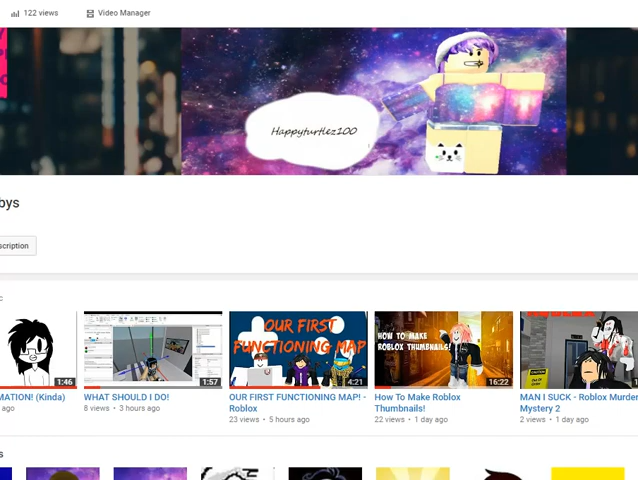 122 views Video Manager
Happyturtlez100
bys
scription
c
1:46
1:57
OUR FIRST
FUNCTIONING MAP
4:21
HOW TO MAKE
ROBLOX THUMBNAILS!
16:22
MATION! (Kinda)
ago
WHAT SHOULD I DO!
8 views • 3 hours ago
OUR FIRST FUNCTIONING MAP! -
Roblox
23 views • 5 hours ago
How To Make Roblox
Thumbnails!
22 views • 1 day ago
CAUTION
MAN I SUCK - Roblox Murder
Mystery 2
2 views • 1 day ago
s